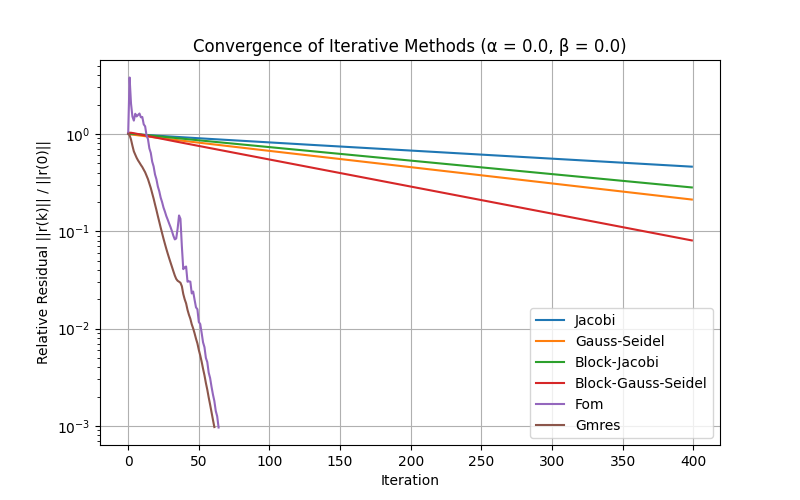 Convergence of Iterative Methods (α = 0.0, β = 0.0)
Relative Residual ||r(k)|| / ||r(0)||
10⁰
10⁻¹
10⁻²
10⁻³
Jacobi
Gauss-Seidel
Block-Jacobi
Block-Gauss-Seidel
Fom
Gmres
0 50 100 150 200 250 300 350 400
Iteration